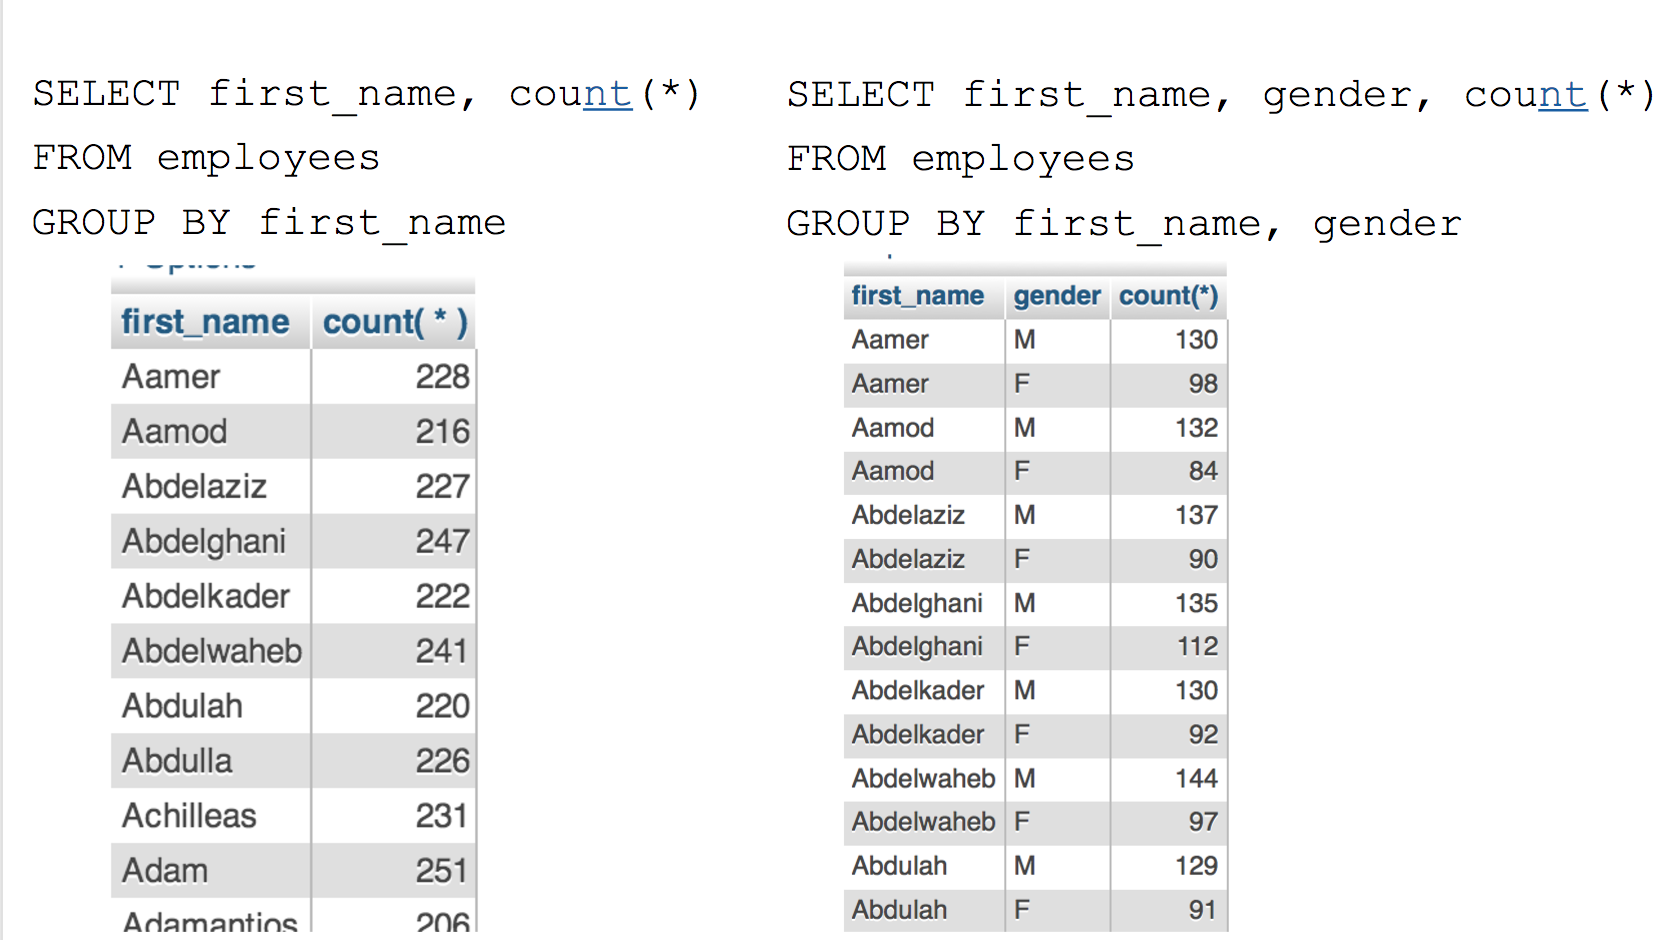 SELECT first_name, count(*)
FROM employees
GROUP BY first_name
Options
first_name count( * )
Aamer 228
Aamod 216
Abdelaziz 227
Abdelghani 247
Abdelkader 222
Abdelwaheb 241
Abdulah 220
Abdulla 226
Achilleas 231
Adam 251
Adamantios 206
SELECT first_name, gender, count(*)
FROM employees
GROUP BY first_name, gender
first_name gender count(*)
Aamer M 130
Aamer F 98
Aamod M 132
Aamod F 84
Abdelaziz M 137
Abdelaziz F 90
Abdelghani M 135
Abdelghani F 112
Abdelkader M 130
Abdelkader F 92
Abdelwaheb M 144
Abdelwaheb F 97
Abdulah M 129
Abdulah F 91